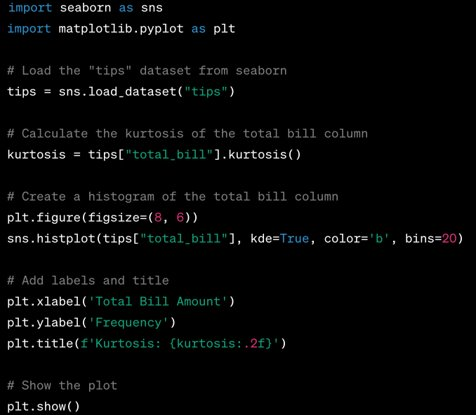 import seaborn as sns
import matplotlib.pyplot as plt
# Load the "tips" dataset from seaborn
tips = sns.load_dataset("tips")
# Calculate the kurtosis of the total bill column
kurtosis = tips["total_bill"].kurtosis()
# Create a histogram of the total bill column
plt.figure(figsize=(8, 6))
sns.histplot(tips["total_bill"], kde=True, color='b', bins=20)
# Add labels and title
plt.xlabel('Total Bill Amount')
plt.ylabel('Frequency')
plt.title(f'Kurtosis: {kurtosis:.2f}')
# Show the plot
plt.show()